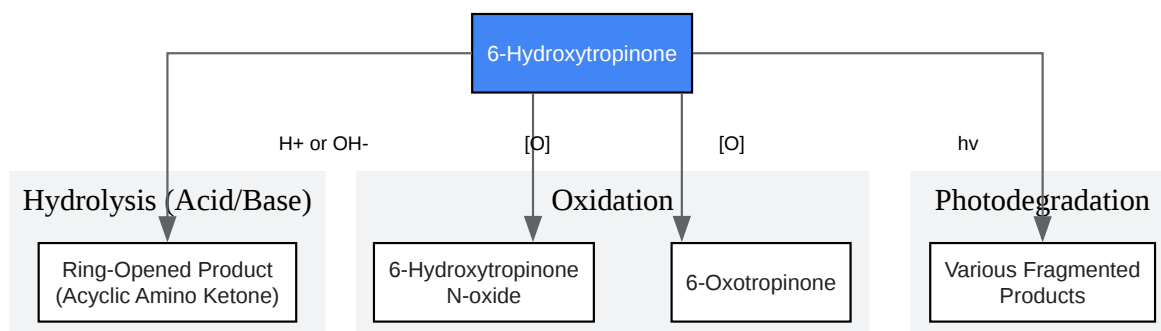 6-Hydroxytropinone
H+ or OH-
[O]
[O]
hv
Hydrolysis (Acid/Base)
Oxidation
Photodegradation
Ring-Opened Product
(Acyclic Amino Ketone)
6-Hydroxytropinone
N-oxide
6-Oxotropinone
Various Fragmented
Products